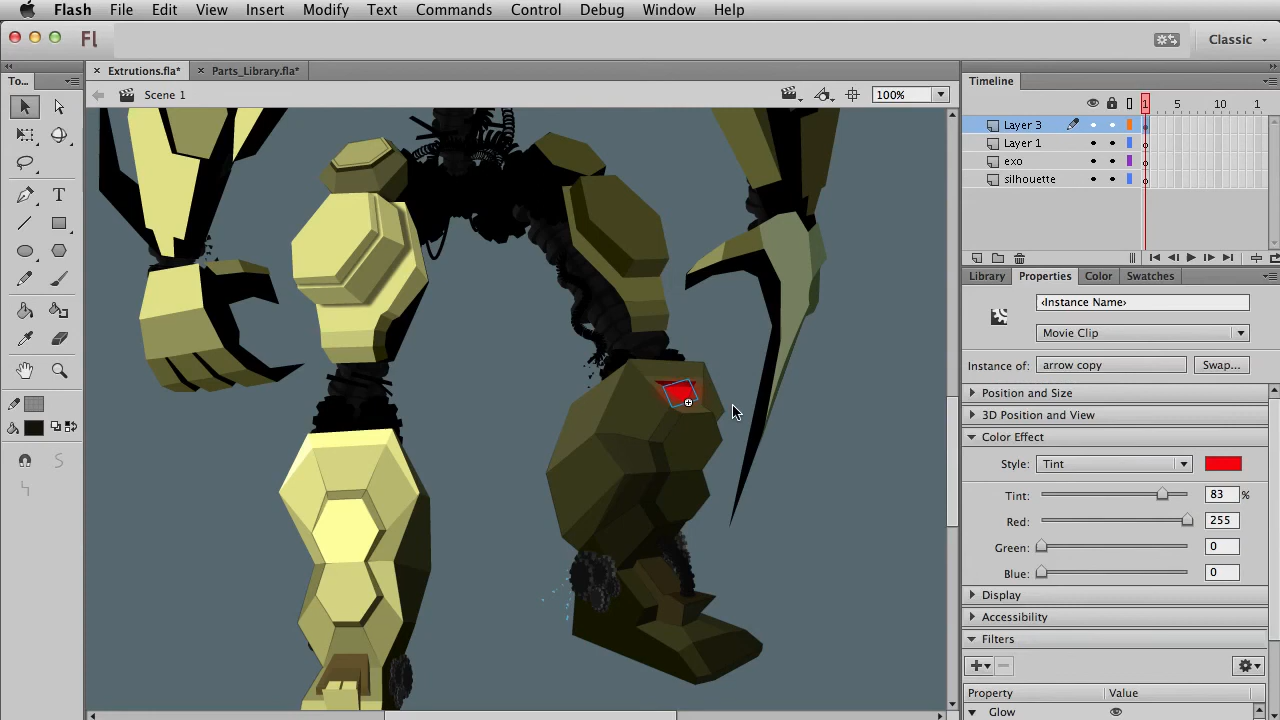 Flash File Edit View Insert Modify Text Commands Control Debug Window Help
Fl Classic
To... Extrutions.fla* Parts_Library.fla* Timeline
Scene 1 100%
1 5 10 1
Layer 3
Layer 1
exo
silhouette
Library Properties Color Swatches
<Instance Name>
Movie Clip
Instance of: arrow copy Swap...
Position and Size
3D Position and View
Color Effect
Style: Tint
Tint: 83 %
Red: 255
Green: 0
Blue: 0
Display
Accessibility
Filters
Property Value
Glow